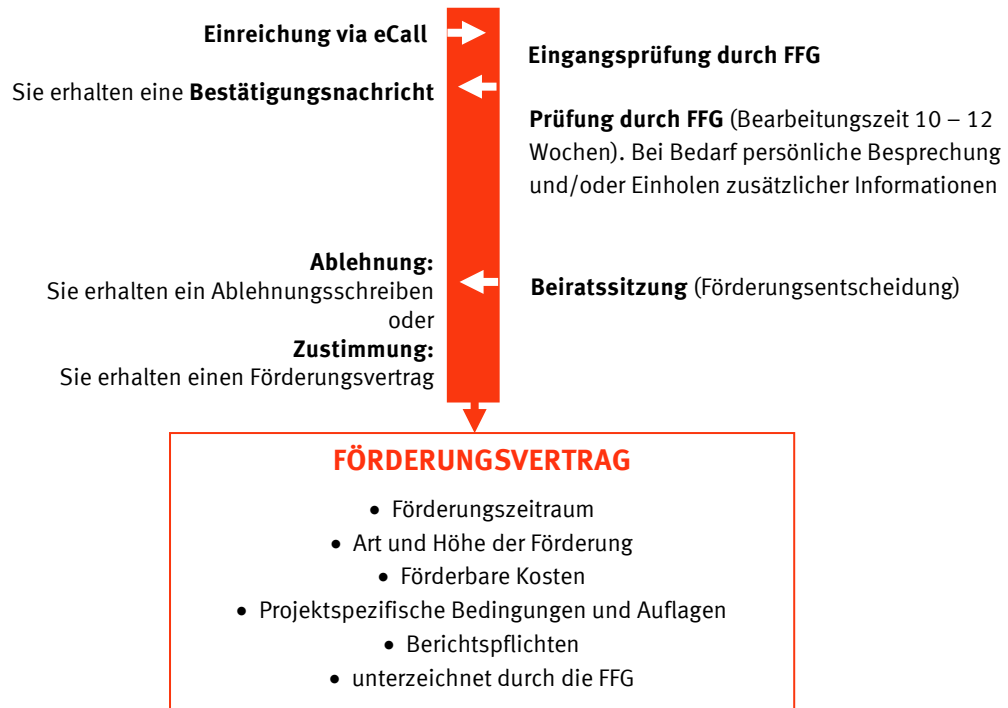 Einreichung via eCall
Eingangsprüfung durch FFG
Sie erhalten eine Bestätigungsnachricht
Prüfung durch FFG (Bearbeitungszeit 10 – 12
Wochen). Bei Bedarf persönliche Besprechung
und/oder Einholen zusätzlicher Informationen
Ablehnung:
Sie erhalten ein Ablehnungsschreiben
oder
Zustimmung:
Sie erhalten einen Förderungsvertrag
Beiratssitzung (Förderungsentscheidung)
FÖRDERUNGSVERTRAG
• Förderungszeitraum
• Art und Höhe der Förderung
• Förderbare Kosten
• Projektspezifische Bedingungen und Auflagen
• Berichtspflichten
• unterzeichnet durch die FFG